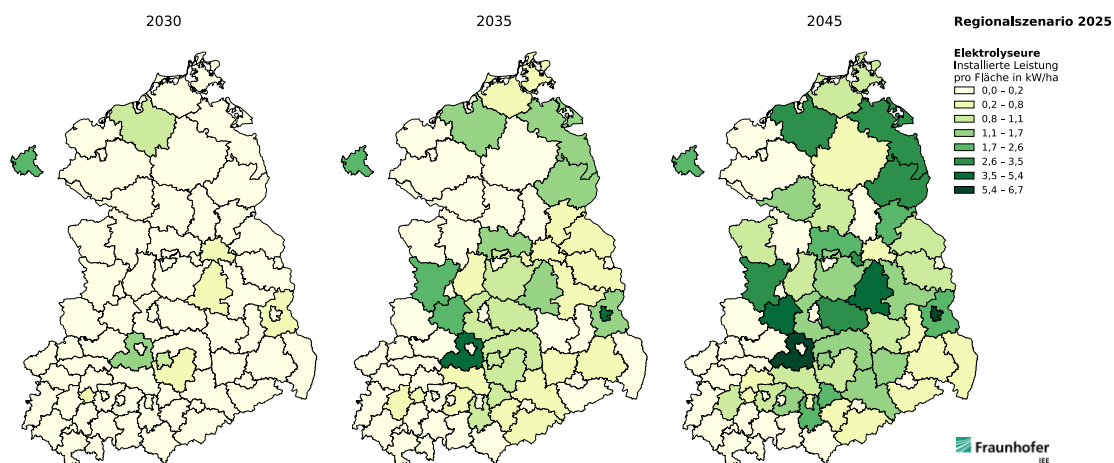 2030
2035
2045
Regionalszenario 2025
Elektrolyseure
Installierte Leistung
pro Fläche in kW/ha
0,0 – 0,2
0,2 – 0,8
0,8 – 1,1
1,1 – 1,7
1,7 – 2,6
2,6 – 3,5
3,5 – 5,4
5,4 – 6,7
Fraunhofer
IEE